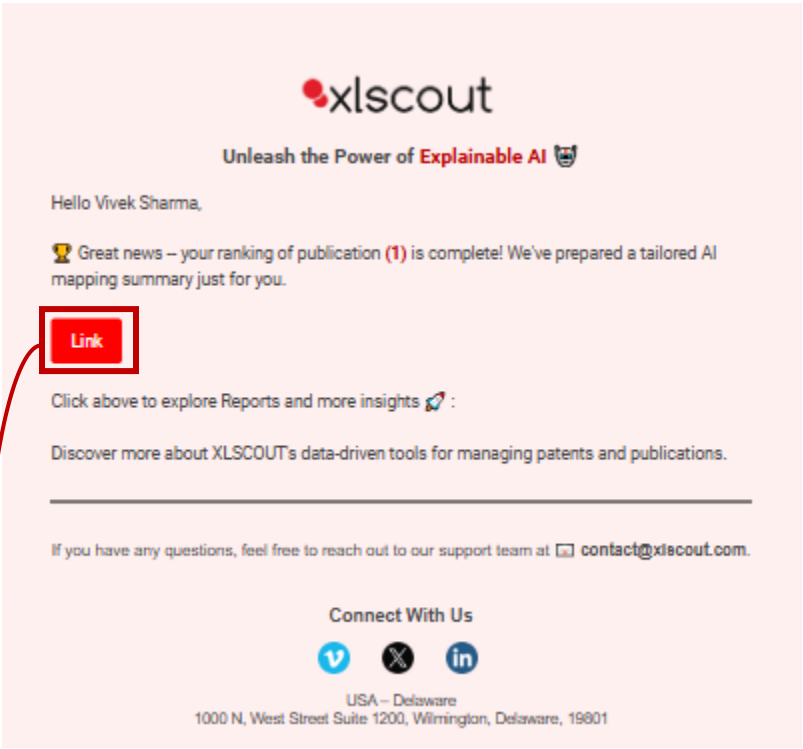 xlscout
Unleash the Power of Explainable AI
Hello Vivek Sharma,
🏆 Great news – your ranking of publication (1) is complete! We've prepared a tailored AI
mapping summary just for you.
Link
Click above to explore Reports and more insights 🚀 :
Discover more about XLSCOUT's data-driven tools for managing patents and publications.
If you have any questions, feel free to reach out to our support team at contact@xlscout.com.
Connect With Us
USA – Delaware
1000 N, West Street Suite 1200, Wilmington, Delaware, 19801